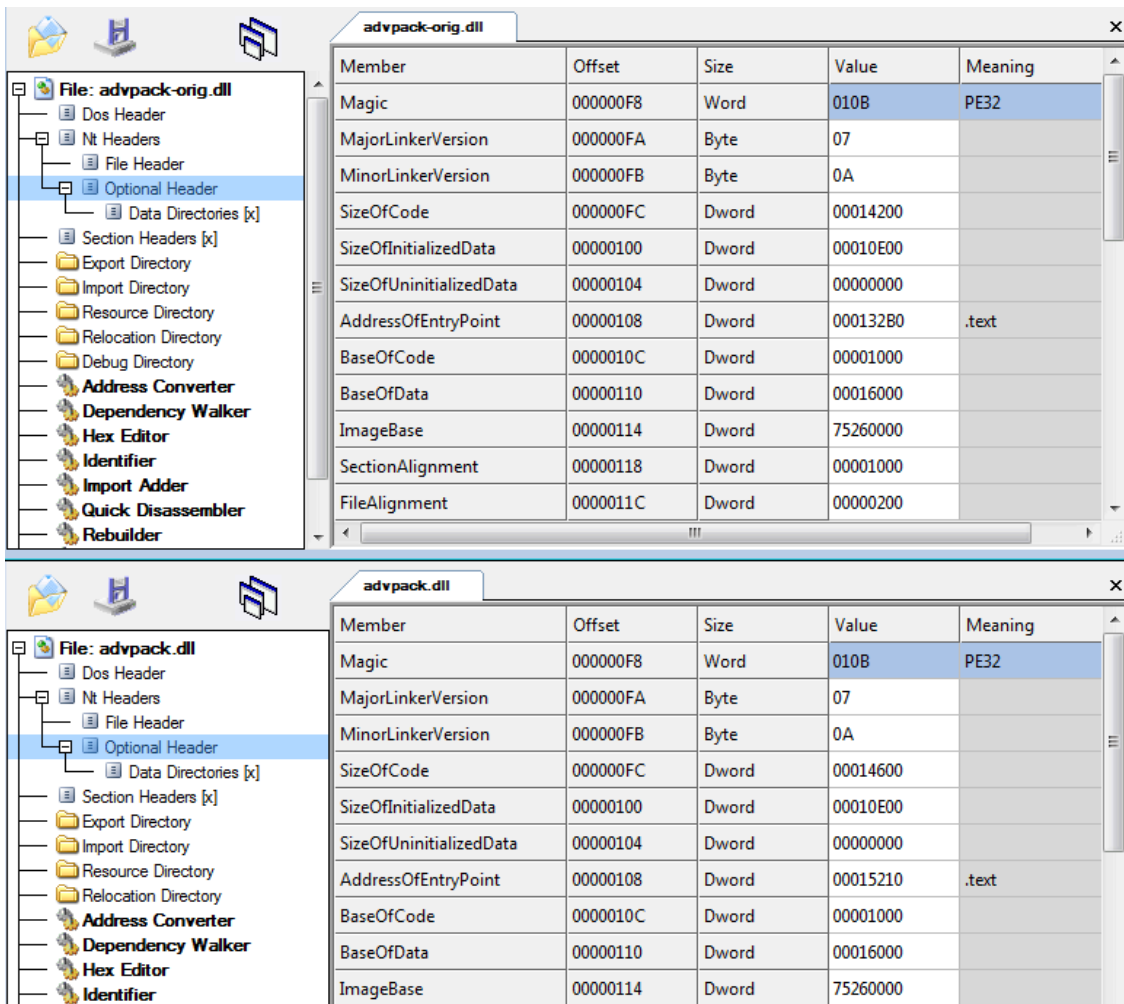 advpack-orig.dll
File: advpack-orig.dll
Dos Header
Nt Headers
File Header
Optional Header
Data Directories [x]
Section Headers [x]
Export Directory
Import Directory
Resource Directory
Relocation Directory
Debug Directory
Address Converter
Dependency Walker
Hex Editor
Identifier
Import Adder
Quick Disassembler
Rebuilder
Member Offset Size Value Meaning
Magic 000000F8 Word 010B PE32
MajorLinkerVersion 000000FA Byte 07
MinorLinkerVersion 000000FB Byte 0A
SizeOfCode 000000FC Dword 00014200
SizeOfInitializedData 00000100 Dword 00010E00
SizeOfUninitializedData 00000104 Dword 00000000
AddressOfEntryPoint 00000108 Dword 000132B0 .text
BaseOfCode 0000010C Dword 00001000
BaseOfData 00000110 Dword 00016000
ImageBase 00000114 Dword 75260000
SectionAlignment 00000118 Dword 00001000
FileAlignment 0000011C Dword 00000200
advpack.dll
File: advpack.dll
Dos Header
Nt Headers
File Header
Optional Header
Data Directories [x]
Section Headers [x]
Export Directory
Import Directory
Resource Directory
Relocation Directory
Address Converter
Dependency Walker
Hex Editor
Identifier
Member Offset Size Value Meaning
Magic 000000F8 Word 010B PE32
MajorLinkerVersion 000000FA Byte 07
MinorLinkerVersion 000000FB Byte 0A
SizeOfCode 000000FC Dword 00014600
SizeOfInitializedData 00000100 Dword 00010E00
SizeOfUninitializedData 00000104 Dword 00000000
AddressOfEntryPoint 00000108 Dword 00015210 .text
BaseOfCode 0000010C Dword 00001000
BaseOfData 00000110 Dword 00016000
ImageBase 00000114 Dword 75260000